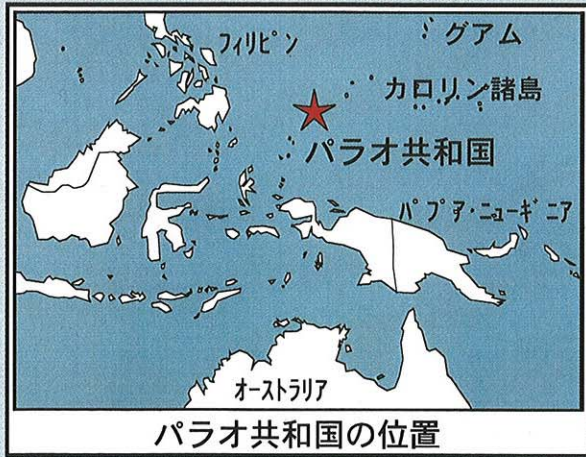 フィリピン
グアム
カロリン諸島
パラオ共和国
パプア・ニューギニア
オーストラリア
パラオ共和国の位置